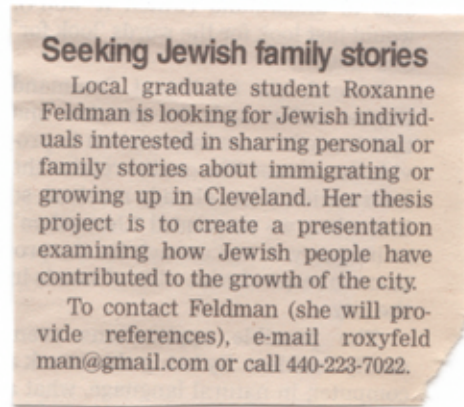 Seeking Jewish family stories
Local graduate student Roxanne
Feldman is looking for Jewish individ-
uals interested in sharing personal or
family stories about immigrating or
growing up in Cleveland. Her thesis
project is to create a presentation
examining how Jewish people have
contributed to the growth of the city.
To contact Feldman (she will pro-
vide references), e-mail roxyfeld
man@gmail.com or call 440-223-7022.